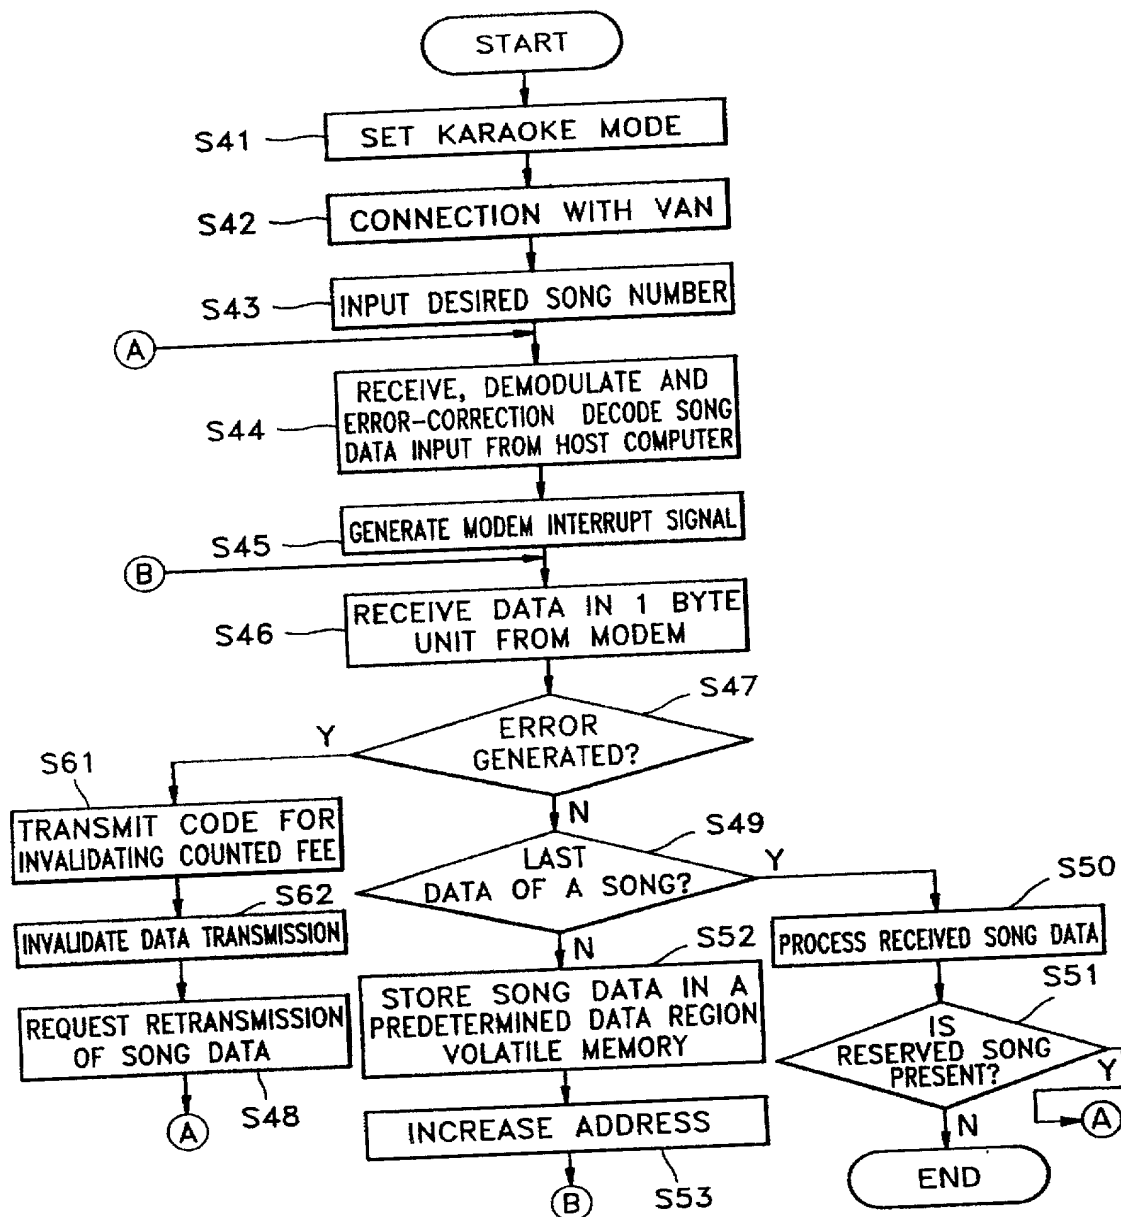 START
S41
SET KARAOKE MODE
S42
CONNECTION WITH VAN
S43
INPUT DESIRED SONG NUMBER
A
S44
RECEIVE, DEMODULATE AND
ERROR-CORRECTION DECODE SONG
DATA INPUT FROM HOST COMPUTER
S45
GENERATE MODEM INTERRUPT SIGNAL
B
S46
RECEIVE DATA IN 1 BYTE
UNIT FROM MODEM
S47
ERROR
GENERATED?
Y
N
S61
TRANSMIT CODE FOR
INVALIDATING COUNTED FEE
S62
INVALIDATE DATA TRANSMISSION
REQUEST RETRANSMISSION
OF SONG DATA
S48
A
S49
LAST
DATA OF A SONG?
Y
N
S52
STORE SONG DATA IN A
PREDETERMINED DATA REGION
VOLATILE MEMORY
INCREASE ADDRESS
S53
B
S50
PROCESS RECEIVED SONG DATA
S51
IS
RESERVED SONG
PRESENT?
Y
A
N
END